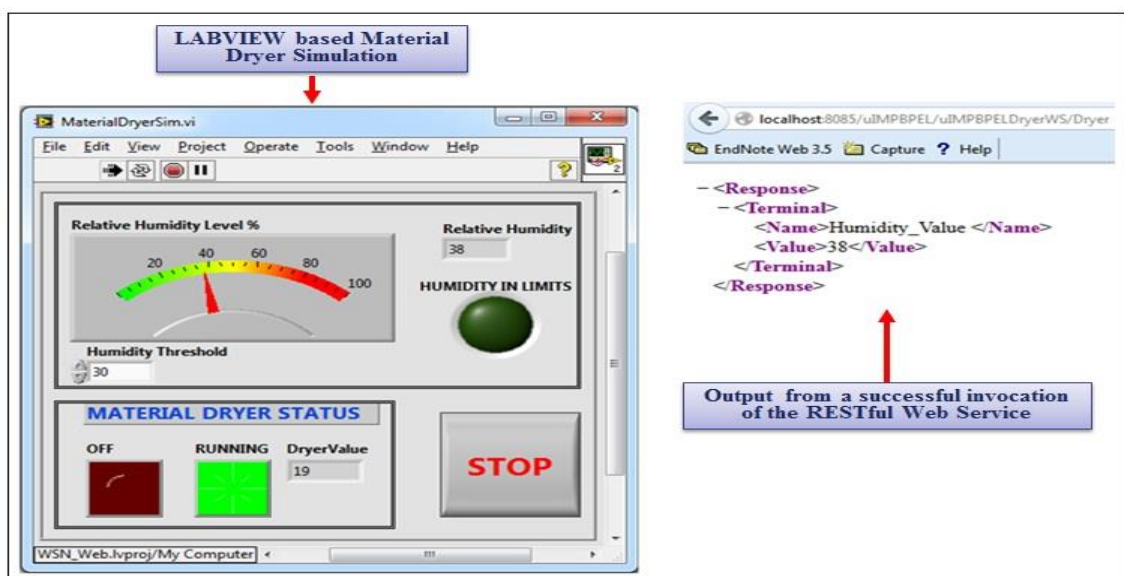 LABVIEW based Material
Dryer Simulation
MaterialDryerSim.vi
File Edit View Project Operate Tools Window Help
2
Relative Humidity Level %
20 40 60 80 100
Relative Humidity
38
HUMIDITY IN LIMITS
Humidity Threshold
30
MATERIAL DRYER STATUS
OFF RUNNING DryerValue
19
STOP
WSN_Web.lvproj/My Computer
localhost:8085/uIMPBPEL/uIMPBPELDryerWS/Dryer
EndNote Web 3.5 Capture ? Help
- <Response>
- <Terminal>
<Name>Humidity_Value </Name>
<Value>38</Value>
</Terminal>
</Response>
Output from a successful invocation
of the RESTful Web Service